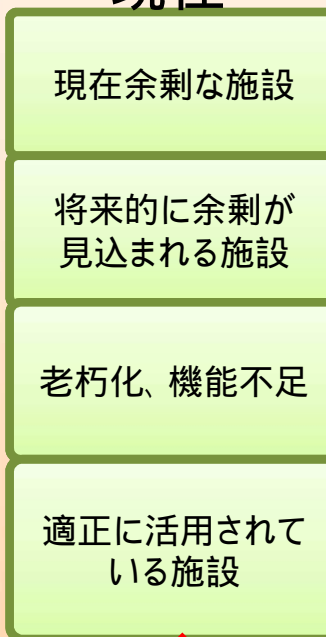 現在余剰な施設
将来的に余剰が
見込まれる施設
老朽化、機能不足
適正に活用されて
いる施設